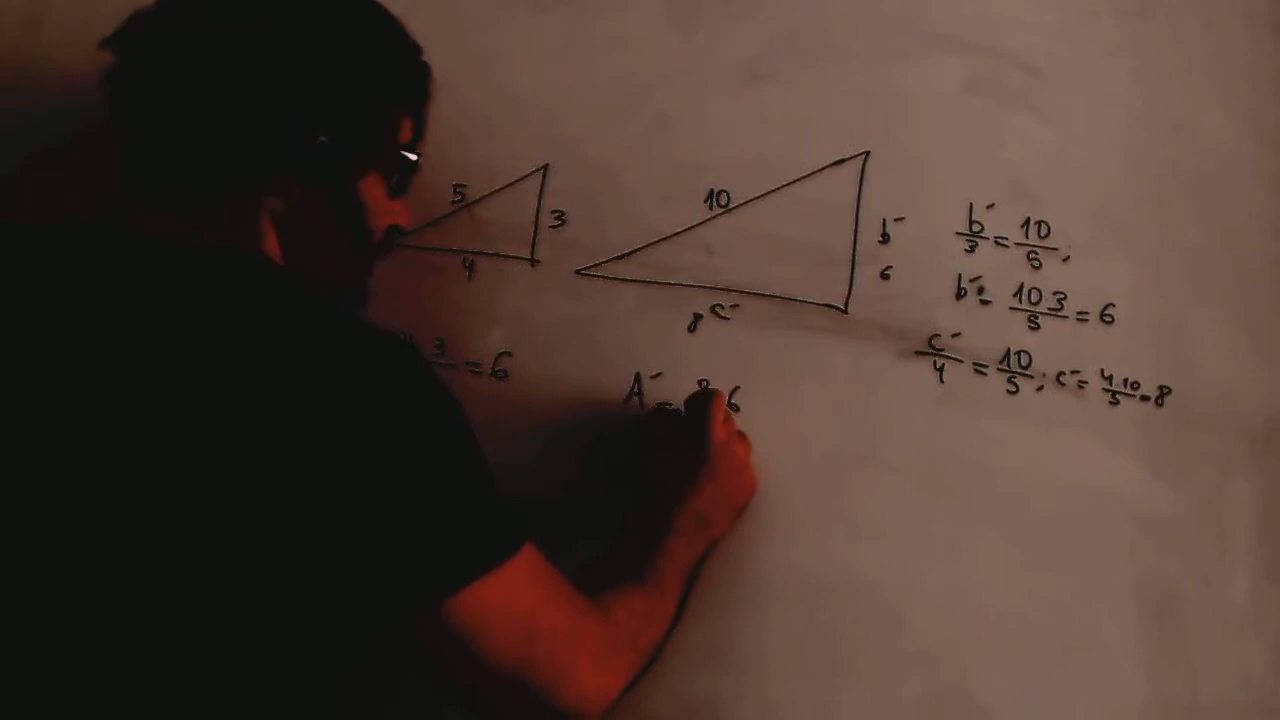 5
3
4
10
b⁻
6
8 c⁻
b⁻/3 = 10/5;
b⁻= 10 3/5 = 6
c⁻/4 = 10/5; c⁻= 4 10/5 = 8
3 = 6
A⁻= 8 6